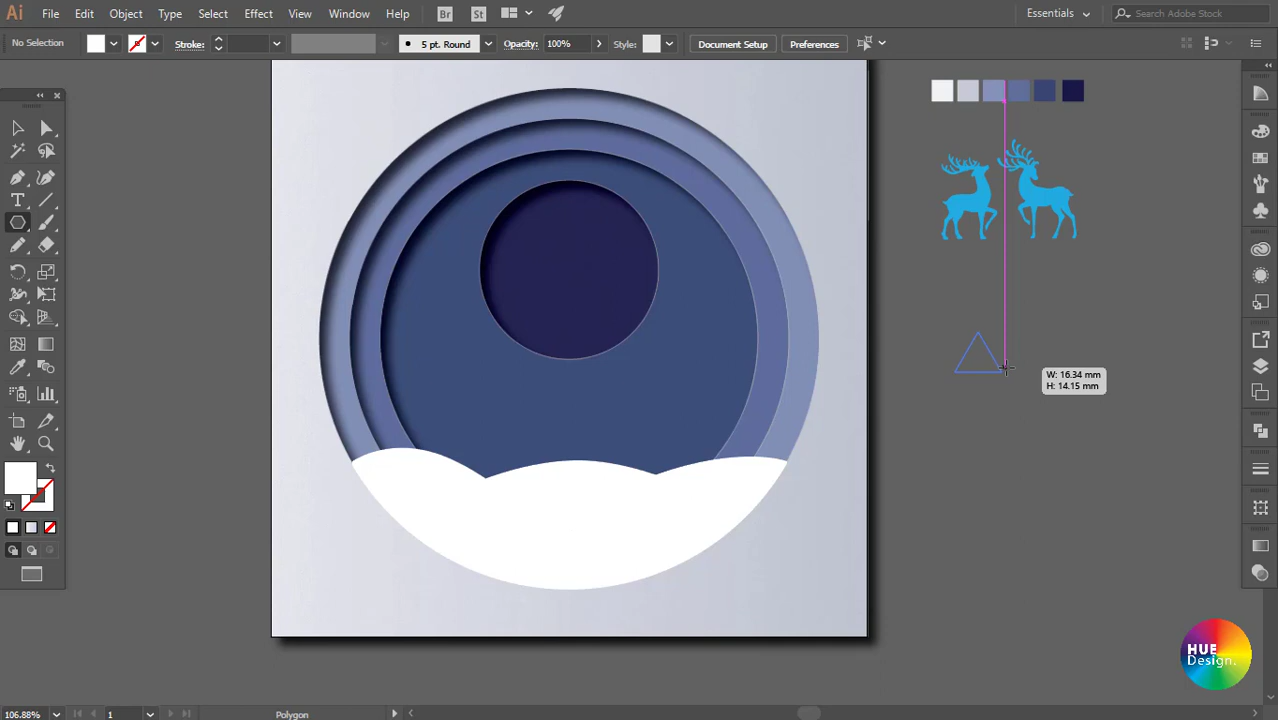 Ai File Edit Object Type Select Effect View Window Help Br St Essentials Search Adobe Stock
No Selection Stroke: 5 pt. Round Opacity: 100% Style: Document Setup Preferences
W: 16.34 mm
H: 14.15 mm
HUE
Design.
106.88% 1 Polygon